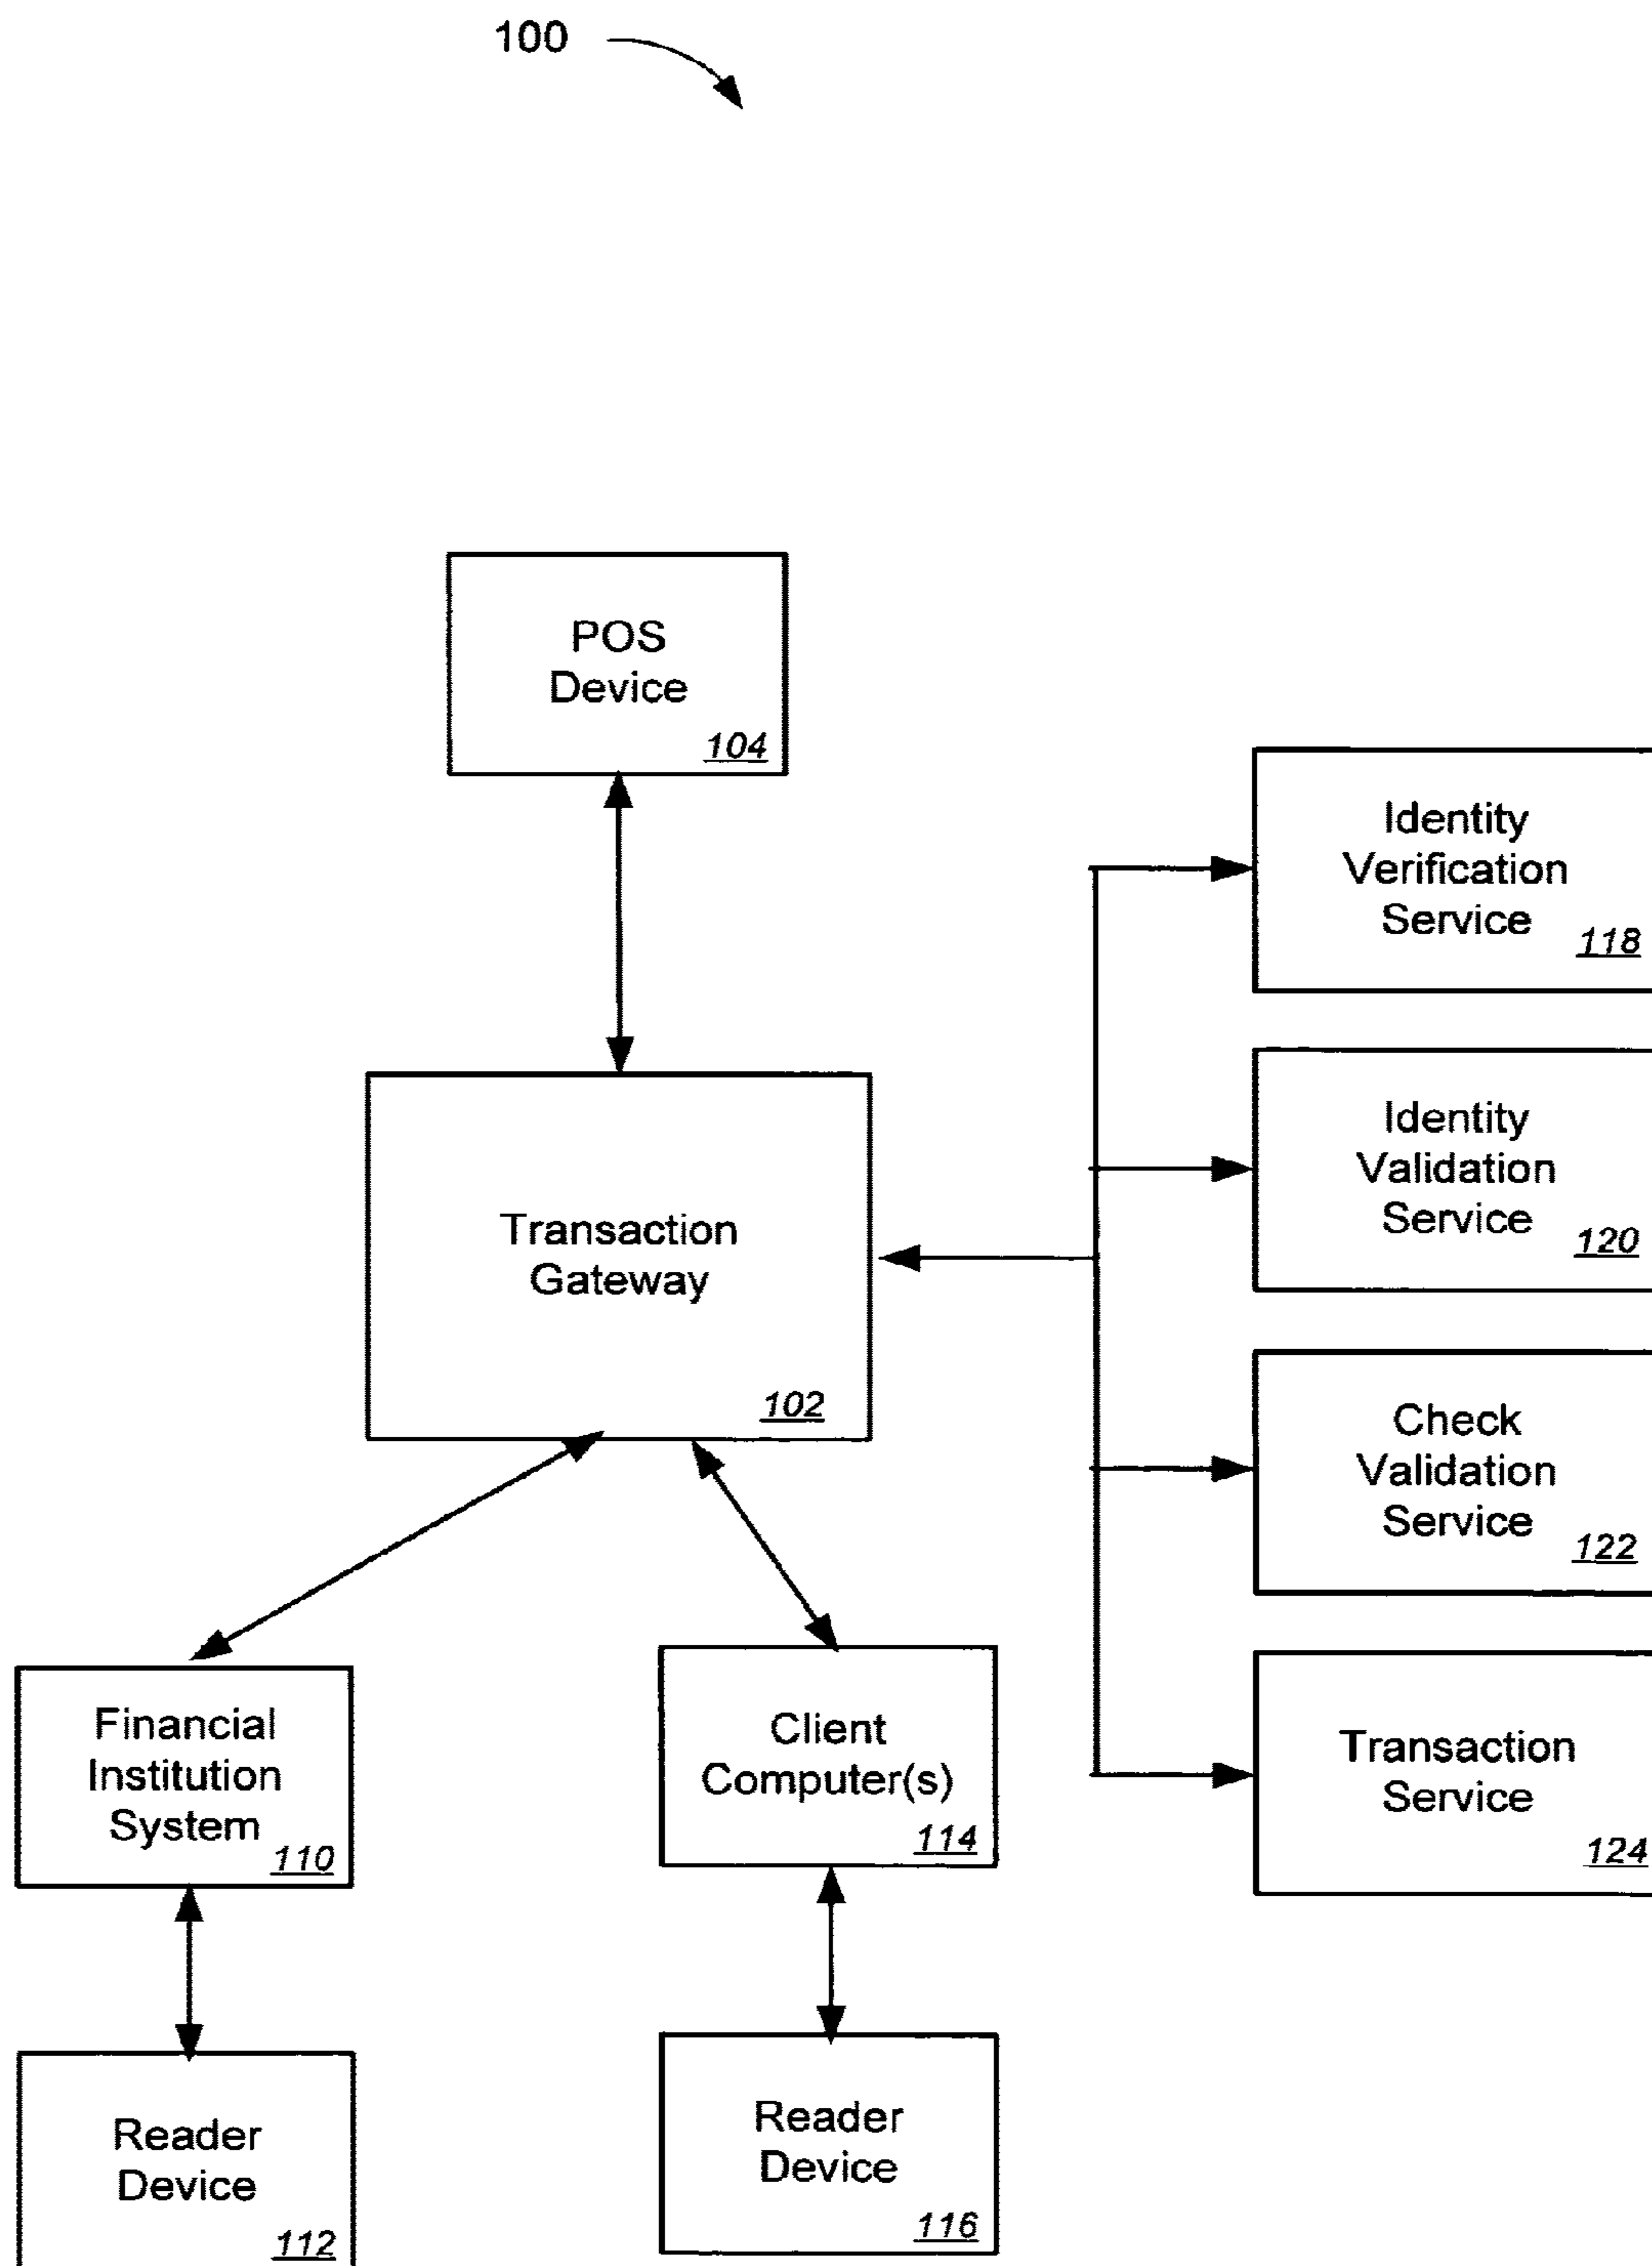 100
POS
Device
104
Identity
Verification
Service
118
Identity
Validation
Service
120
Transaction
Gateway
102
Check
Validation
Service
122
Financial
Institution
System
110
Client
Computer(s)
114
Transaction
Service
124
Reader
Device
112
Reader
Device
116